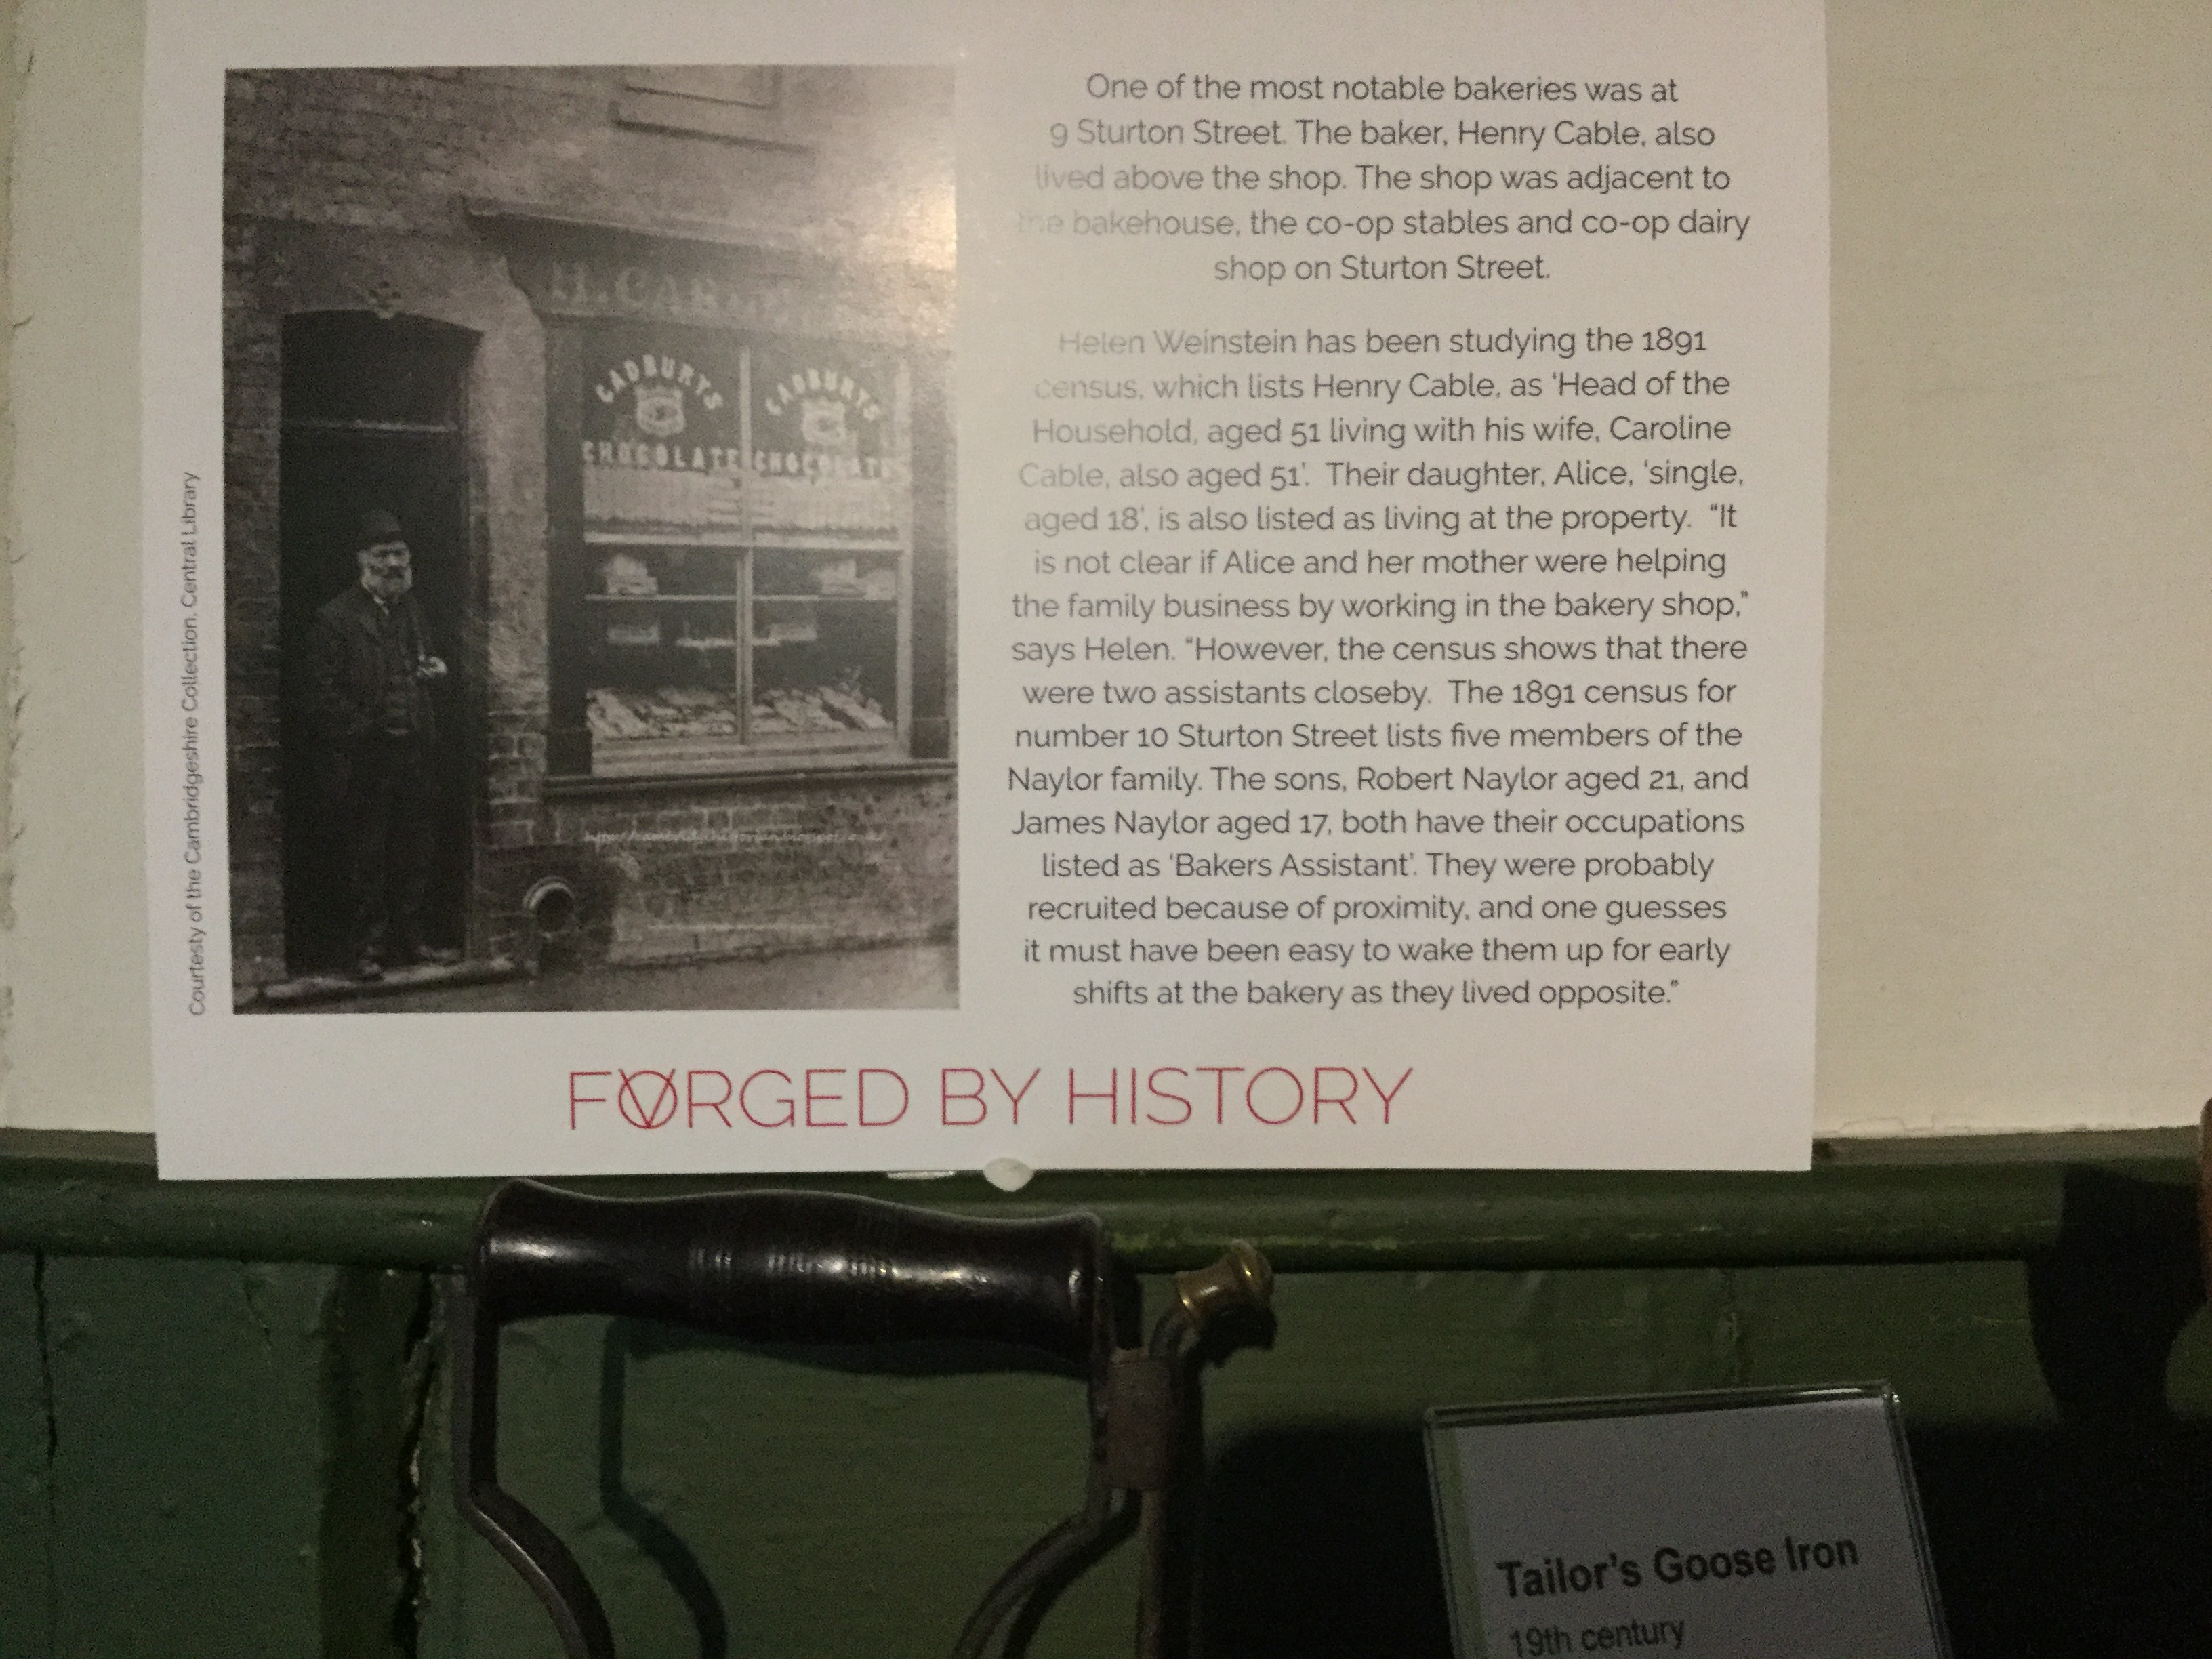 Courtesty of the Cambridgeshire Collection, Central Library
H. CAB
CADBURYS
CHOCOLATE
CADBURYS
CHOCOLATE
One of the most notable bakeries was at
9 Sturton Street. The baker, Henry Cable, also
lived above the shop. The shop was adjacent to
the bakehouse, the co-op stables and co-op dairy
shop on Sturton Street.
Helen Weinstein has been studying the 1891
census, which lists Henry Cable, as ‘Head of the
Household, aged 51 living with his wife, Caroline
Cable, also aged 51’. Their daughter, Alice, ‘single,
aged 18’, is also listed as living at the property. “It
is not clear if Alice and her mother were helping
the family business by working in the bakery shop,”
says Helen. “However, the census shows that there
were two assistants closeby. The 1891 census for
number 10 Sturton Street lists five members of the
Naylor family. The sons, Robert Naylor aged 21, and
James Naylor aged 17, both have their occupations
listed as ‘Bakers Assistant’. They were probably
recruited because of proximity, and one guesses
it must have been easy to wake them up for early
shifts at the bakery as they lived opposite.”
FORGED BY HISTORY
Tailor's Goose Iron
19th century